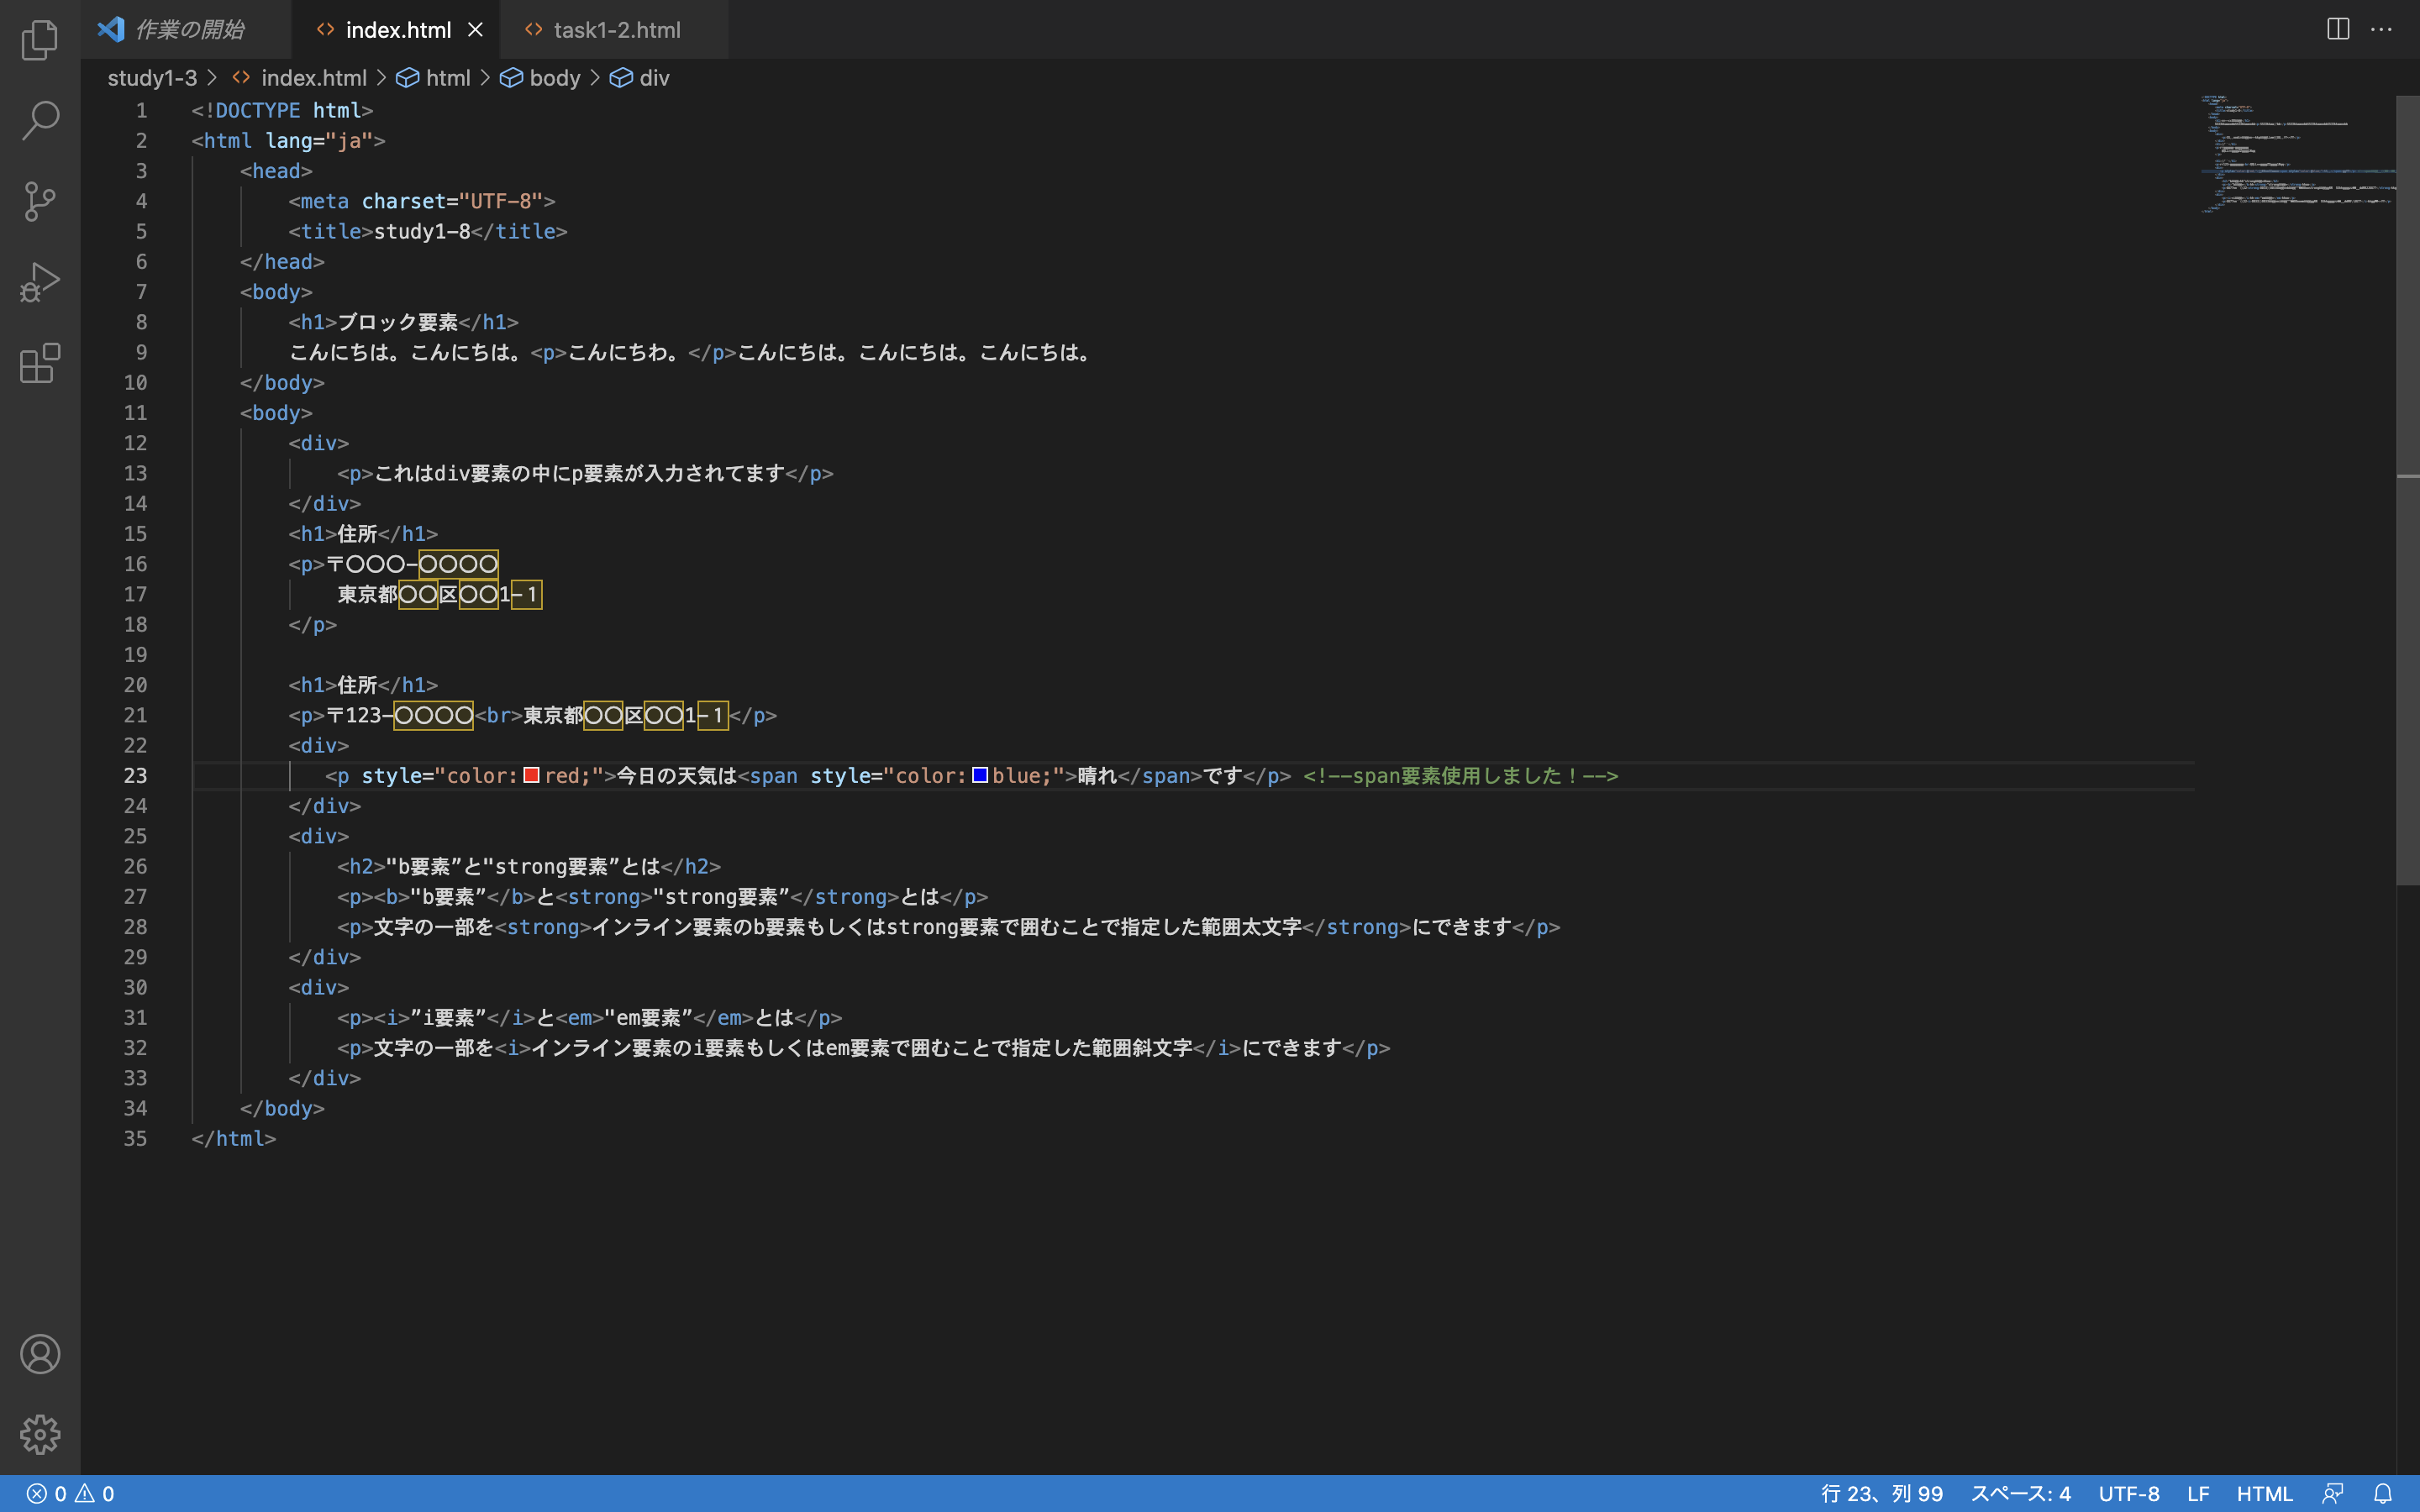 作業の開始 index.html task1-2.html
study1-3 > index.html > html > body > div
1 <!DOCTYPE html>
2 <html lang="ja">
3 <head>
4 <meta charset="UTF-8">
5 <title>study1-8</title>
6 </head>
7 <body>
8 <h1>ブロック要素</h1>
9 こんにちは。こんにちは。<p>こんにちわ。</p>こんにちは。こんにちは。こんにちは。
10 </body>
11 <body>
12 <div>
13 <p>これはdiv要素の中にp要素が入力されてます</p>
14 </div>
15 <h1>住所</h1>
16 <p>〒〇〇〇-〇〇〇〇
17 東京都〇〇区〇〇1−１
18 </p>
19
20 <h1>住所</h1>
21 <p>〒123-〇〇〇〇<br>東京都〇〇区〇〇1−１</p>
22 <div>
23 <p style="color:red;">今日の天気は<span style="color:blue;">晴れ</span>です</p> <!--span要素使用しました！-->
24 </div>
25 <div>
26 <h2>"b要素”と"strong要素”とは</h2>
27 <p><b>"b要素”</b>と<strong>"strong要素”</strong>とは</p>
28 <p>文字の一部を<strong>インライン要素のb要素もしくはstrong要素で囲むことで指定した範囲太文字</strong>にできます</p>
29 </div>
30 <div>
31 <p><i>”i要素”</i>と<em>"em要素”</em>とは</p>
32 <p>文字の一部を<i>インライン要素のi要素もしくはem要素で囲むことで指定した範囲斜文字</i>にできます</p>
33 </div>
34 </body>
35 </html>
0 0 行 23、列 99 スペース: 4 UTF-8 LF HTML